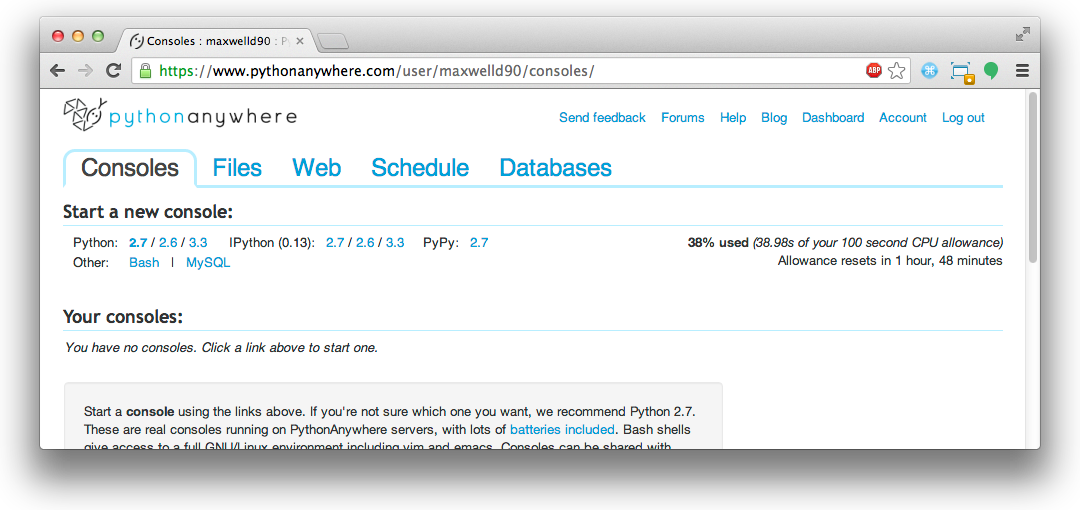 Consoles : maxwelld90 : P
https://www.pythonanywhere.com/user/maxwelld90/consoles/
ABP
pythonanywhere
Send feedback Forums Help Blog Dashboard Account Log out
Consoles Files Web Schedule Databases
Start a new console:
Python: 2.7 / 2.6 / 3.3 IPython (0.13): 2.7 / 2.6 / 3.3 PyPy: 2.7
38% used (38.98s of your 100 second CPU allowance)
Other: Bash | MySQL
Allowance resets in 1 hour, 48 minutes
Your consoles:
You have no consoles. Click a link above to start one.
Start a console using the links above. If you're not sure which one you want, we recommend Python 2.7.
These are real consoles running on PythonAnywhere servers, with lots of batteries included. Bash shells
give access to a full GNU/Linux environment including vim and emacs. Consoles can be shared with